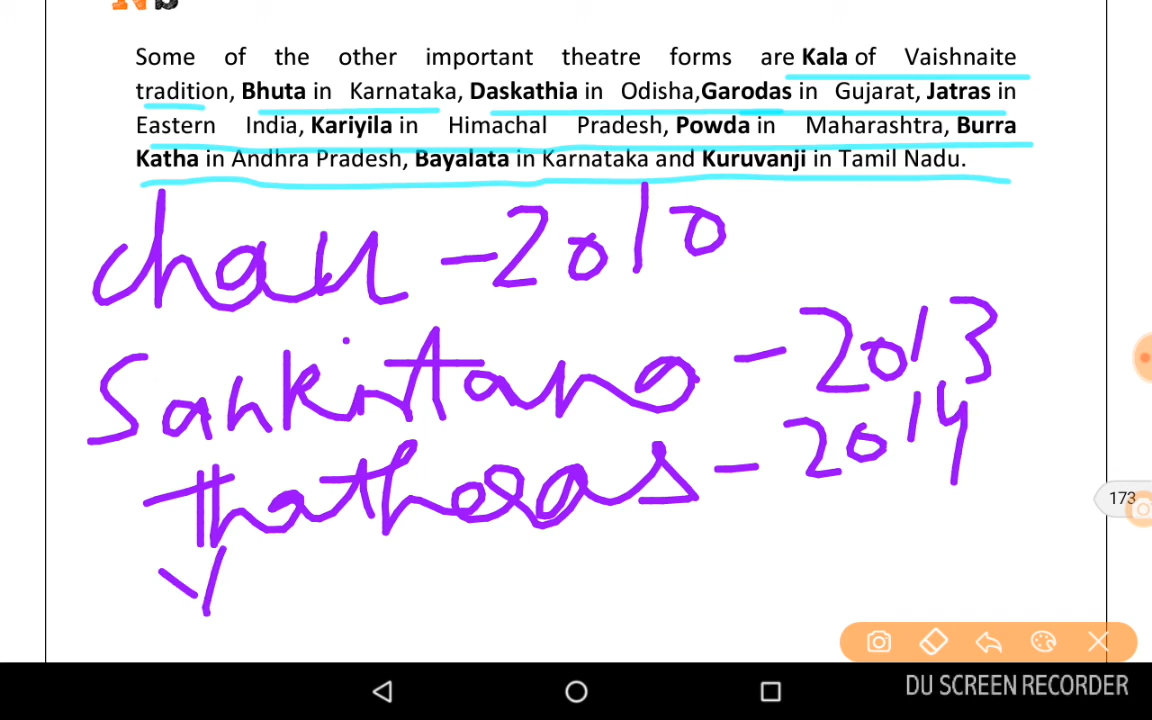 Some of the other important theatre forms are Kala of Vaishnaite
tradition, Bhuta in Karnataka, Daskathia in Odisha,Garodas in Gujarat, Jatras in
Eastern India, Kariyila in Himachal Pradesh, Powda in Maharashtra, Burra
Katha in Andhra Pradesh, Bayalata in Karnataka and Kuruvanji in Tamil Nadu.
chau - 2010
Sankirtano - 2013
Thatheras - 2014
Y
173
DU SCREEN RECORDER